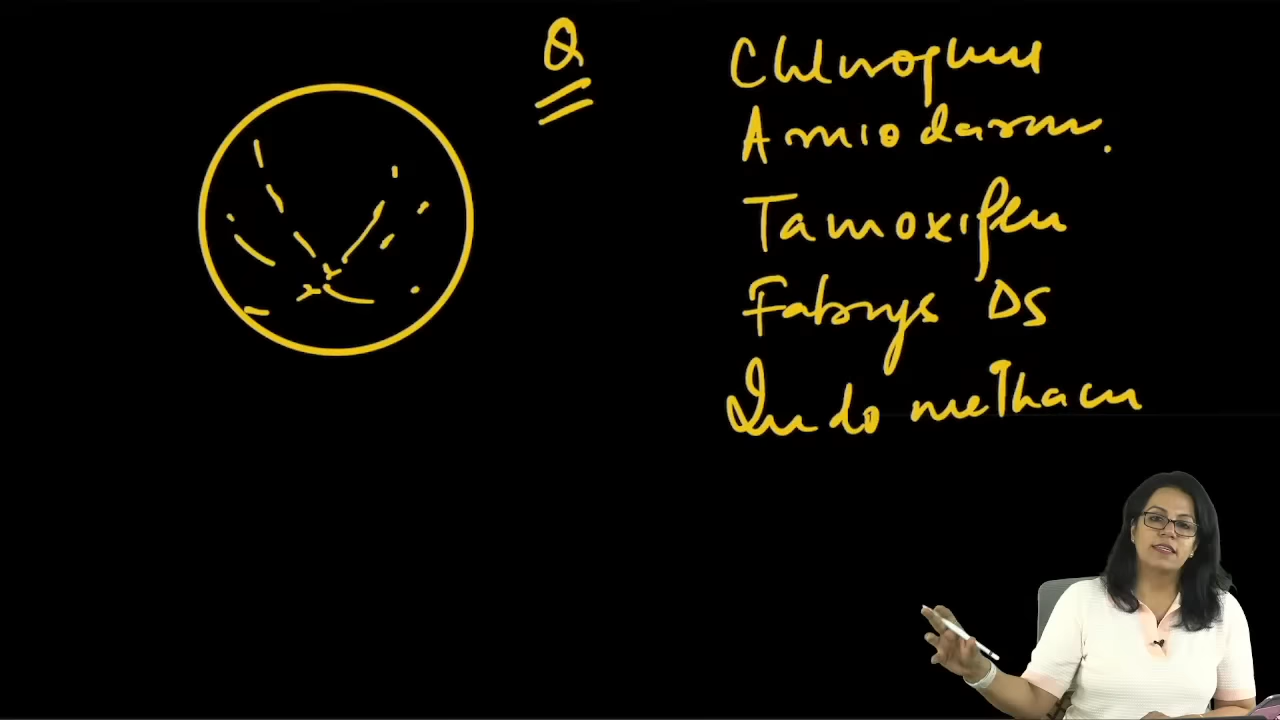 Q
Chloroquine
Amiodarone.
Tamoxifen
Fabrys DS
Indomethacin